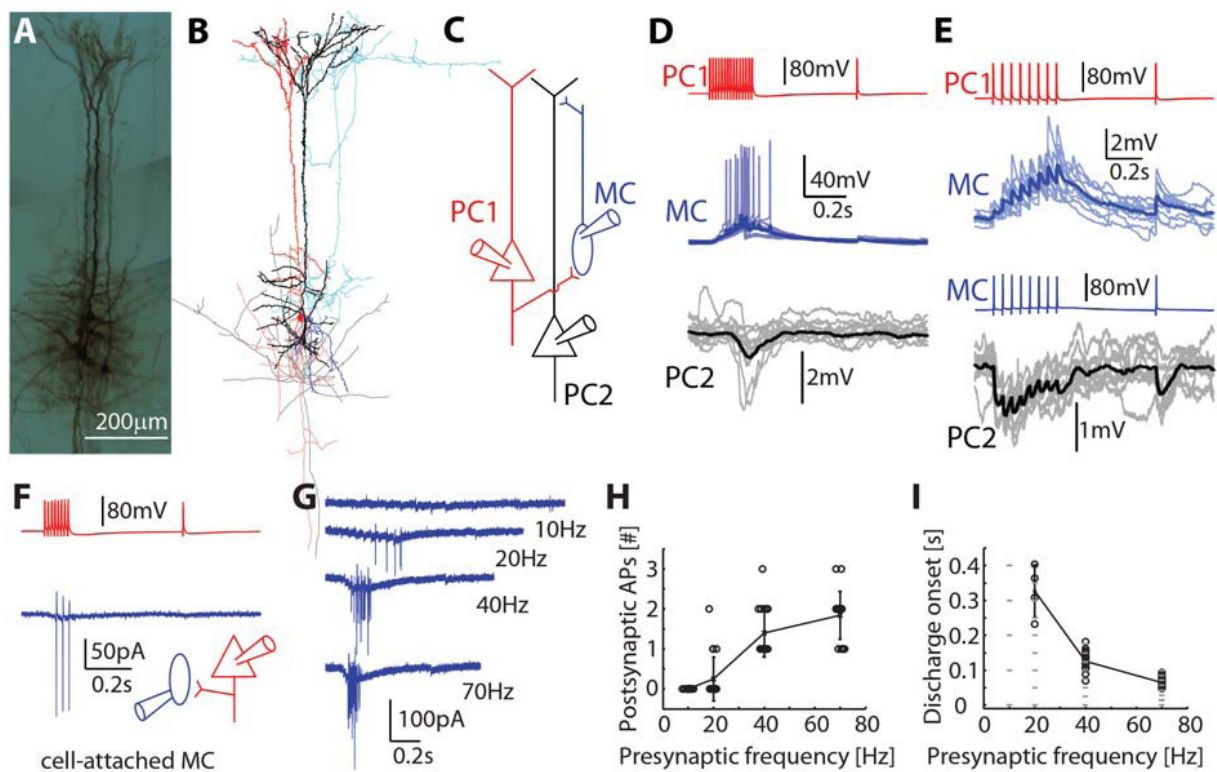 A
B
C
D
E
200µm
PC1
MC
PC2
PC1
80mV
MC
40mV
0.2s
PC2
2mV
PC1
80mV
MC
2mV
0.2s
MC
80mV
PC2
1mV
F
80mV
50pA
0.2s
cell-attached MC
G
10Hz
20Hz
40Hz
70Hz
100pA
0.2s
H
Postsynaptic APs [#]
3
2
1
0
0 20 40 60 80
Presynaptic frequency [Hz]
I
Discharge onset [s]
0.4
0.3
0.2
0.1
0
0 20 40 60 80
Presynaptic frequency [Hz]